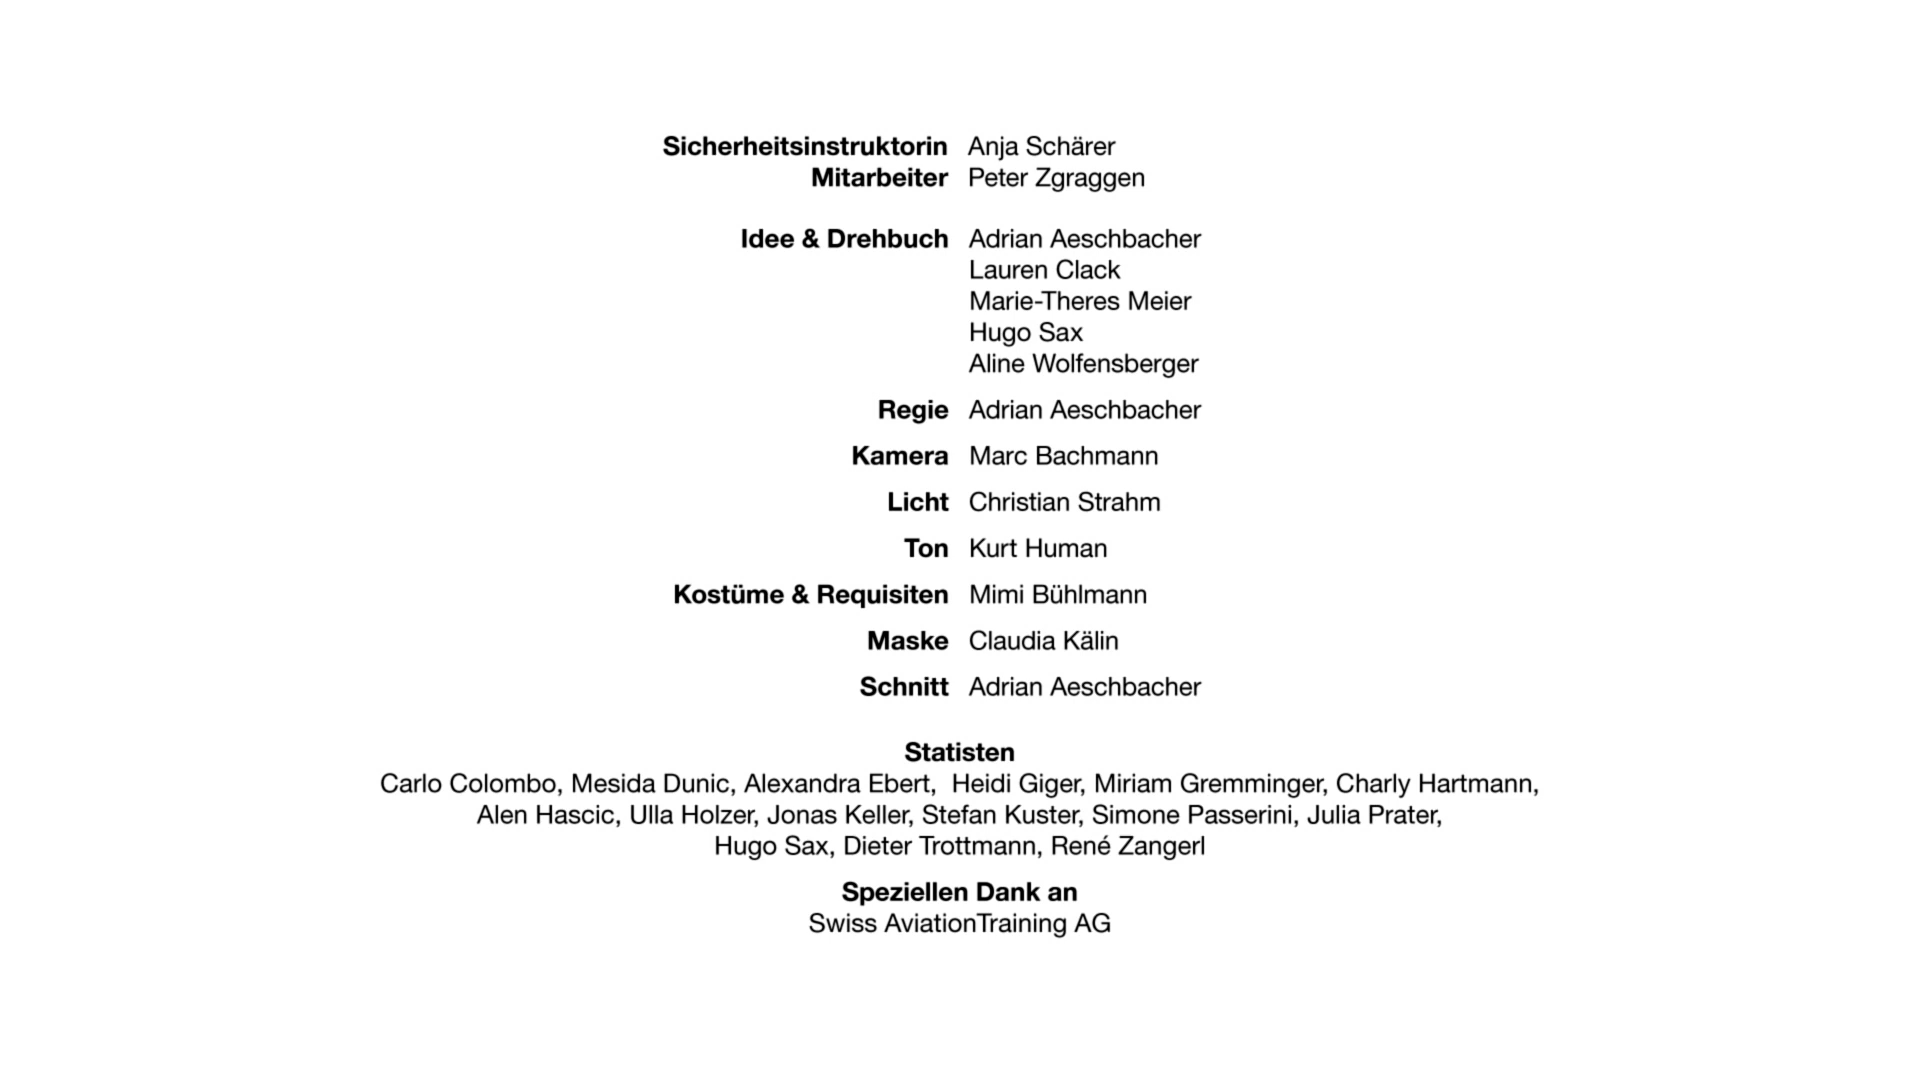 Sicherheitsinstruktorin Anja Schärer
Mitarbeiter Peter Zgraggen
Idee & Drehbuch Adrian Aeschbacher
Lauren Clack
Marie-Theres Meier
Hugo Sax
Aline Wolfensberger
Regie Adrian Aeschbacher
Kamera Marc Bachmann
Licht Christian Strahm
Ton Kurt Human
Kostüme & Requisiten Mimi Bühlmann
Maske Claudia Kälin
Schnitt Adrian Aeschbacher
Statisten
Carlo Colombo, Mesida Dunic, Alexandra Ebert, Heidi Giger, Miriam Gremminger, Charly Hartmann,
Alen Hascic, Ulla Holzer, Jonas Keller, Stefan Kuster, Simone Passerini, Julia Prater,
Hugo Sax, Dieter Trottmann, René Zangerl
Speziellen Dank an
Swiss AviationTraining AG